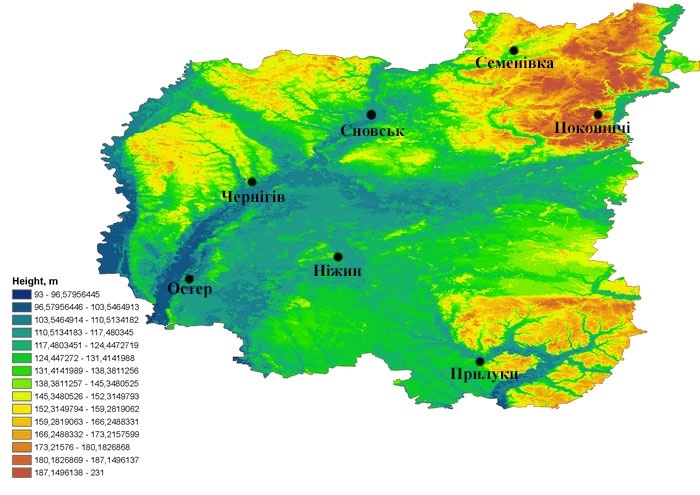 Семенівка
Сновськ
Покошичі
Чернігів
Ніжин
Остер
Прилуки
Height, m
93 - 96,57956445
96,57956446 - 103,5464913
103,5464914 - 110,5134182
110,5134183 - 117,480345
117,4803451 - 124,4472719
124,447272 - 131,4141988
131,4141989 - 138,3811256
138,3811257 - 145,3480525
145,3480526 - 152,3149793
152,3149794 - 159,2819062
159,2819063 - 166,2488331
166,2488332 - 173,2157599
173,21576 - 180,1826868
180,1826869 - 187,1496137
187,1496138 - 231